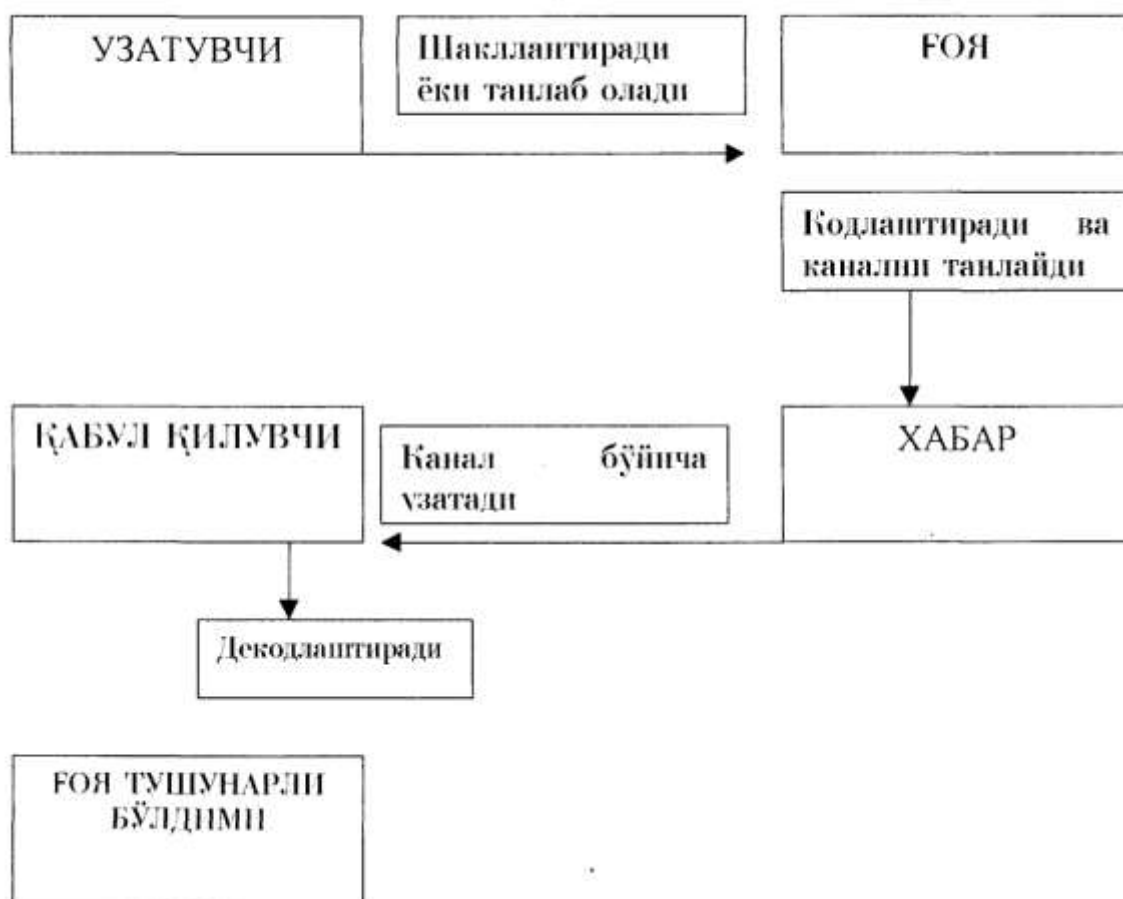 УЗАТУВЧИ
Шакллантиради
ёки танлаб олади
ҒОЯ
Кодлаштиради ва
канални танлайди
ҚАБУЛ ҚИЛУВЧИ
Канал бўйича
узатади
ХАБАР
Декодлаштиради
ҒОЯ ТУШУНАРЛИ
БЎЛДИМИ